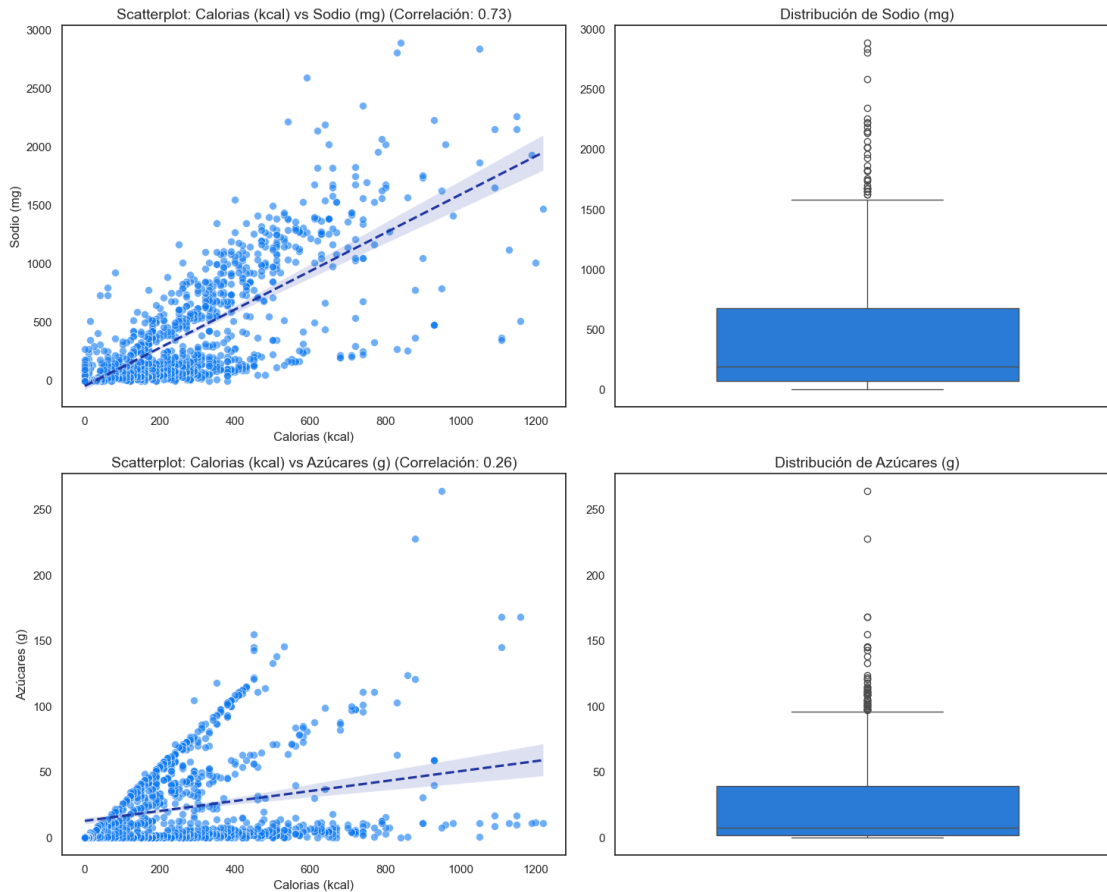 Scatterplot: Calorias (kcal) vs Sodio (mg) (Correlación: 0.73)
3000
2500
2000
1500
1000
500
0
Sodio (mg)
0 200 400 600 800 1000 1200
Calorias (kcal)
Distribución de Sodio (mg)
3000
2500
2000
1500
1000
500
0
Scatterplot: Calorias (kcal) vs Azúcares (g) (Correlación: 0.26)
250
200
150
100
50
0
Azúcares (g)
0 200 400 600 800 1000 1200
Calorias (kcal)
Distribución de Azúcares (g)
250
200
150
100
50
0